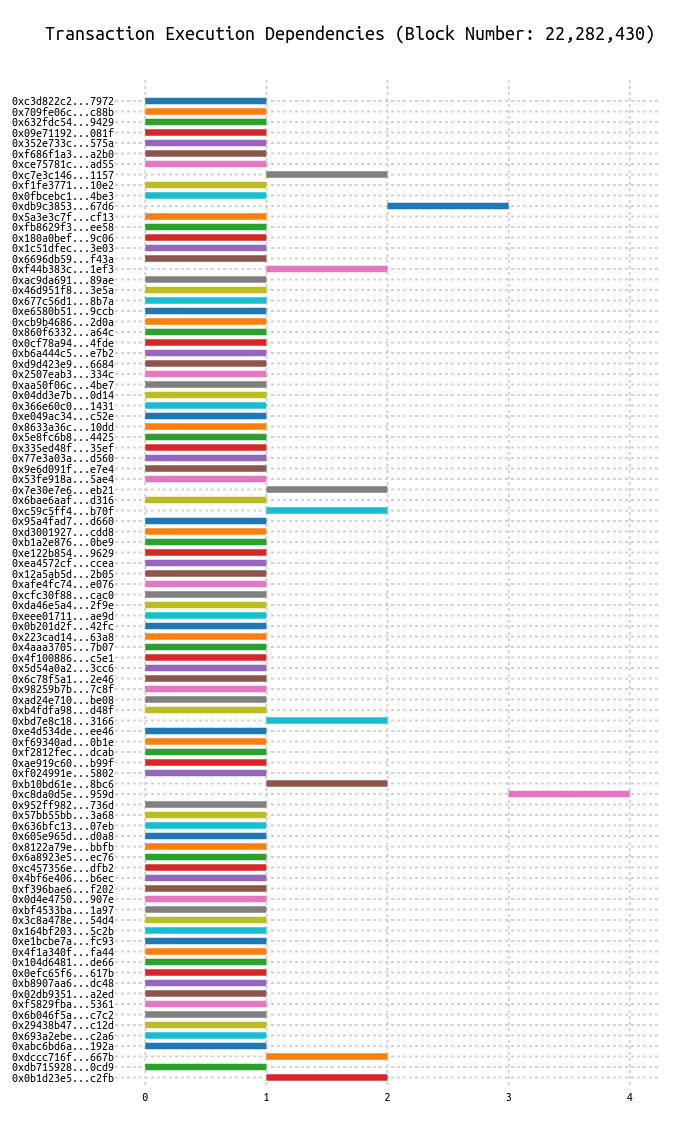 Transaction Execution Dependencies (Block Number: 22,282,430)
0xc3d822c2...7972
0x709fe06c...c88b
0x632fdc54...9429
0x09e71192...081f
0x352e733c...575a
0xf686f1a3...a2b0
0xce75781c...ad55
0xc7e3c146...1157
0xf1fe3771...10e2
0x0fbcebc1...4be3
0xdb9c3853...67d6
0x5a3e3c7f...cf13
0xfb8629f3...ee58
0x180a0bef...9c06
0x1c51dfec...3e03
0x6696db59...f43a
0xf44b383c...1ef3
0xac9da691...89ae
0x46d951f8...3e5a
0x677c56d1...8b7a
0xe6580b51...9ccb
0xcb9b4686...2d0a
0x860f6332...a64c
0x0cf78a94...4fde
0xb6a444c5...e7b2
0xd9d423e9...6684
0x2507eab3...334c
0xaa50f06c...4be7
0x04dd3e7b...0d14
0x366e60c0...1431
0xe049ac34...c52e
0x8633a36c...10dd
0x5e8fc6b8...4425
0x335ed48f...35ef
0x77e3a03a...d560
0x9e6d091f...e7e4
0x53fe918a...5ae4
0x7e30e7e6...eb21
0x6bae6aaf...d316
0xc59c5ff4...b70f
0x95a4fad7...d660
0xd3001927...cdd8
0xb1a2e876...0be9
0xe122b854...9629
0xea4572cf...ccea
0x12a5ab5d...2b05
0xafe4fc74...e076
0xcfc30f88...cac0
0xda46e5a4...2f9e
0xeee01711...ae9d
0x0b201d2f...42fc
0x223cad14...63a8
0x4aaa3705...7b07
0x4f100886...c5e1
0x5d54a0a2...3cc6
0x6c78f5a1...2e46
0x98259b7b...7c8f
0xad24e710...be08
0xb4fdfa98...d48f
0xbd7e8c18...3166
0xe4d534de...ee46
0xf69340ad...0b1e
0xf2812fec...dcab
0xae919c60...b99f
0xf024991e...5802
0xb10bd61e...8bc6
0xc8da0d5e...959d
0x952ff982...736d
0x57bb55bb...3a68
0x636bfc13...07eb
0x605e965d...d0a8
0x8122a79e...bbfb
0x6a8923e5...ec76
0xc457356e...dfb2
0x4bf6e406...b6ec
0xf396bae6...f202
0x0d4e4750...907e
0xbf4533ba...1a97
0x3c8a478e...54d4
0x164bf203...5c2b
0xe1bcbe7a...fc93
0x4f1a340f...fa44
0x104d6481...de66
0x0efc65f6...617b
0xb8907aa6...dc48
0x02db9351...a2ed
0xf5829fba...5361
0x6b046f5a...c7c2
0x29438b47...c12d
0x693a2ebe...c2a6
0xabc6bd6a...192a
0xdccc716f...667b
0xdb715928...0cd9
0x0b1d23e5...c2fb
0 1 2 3 4